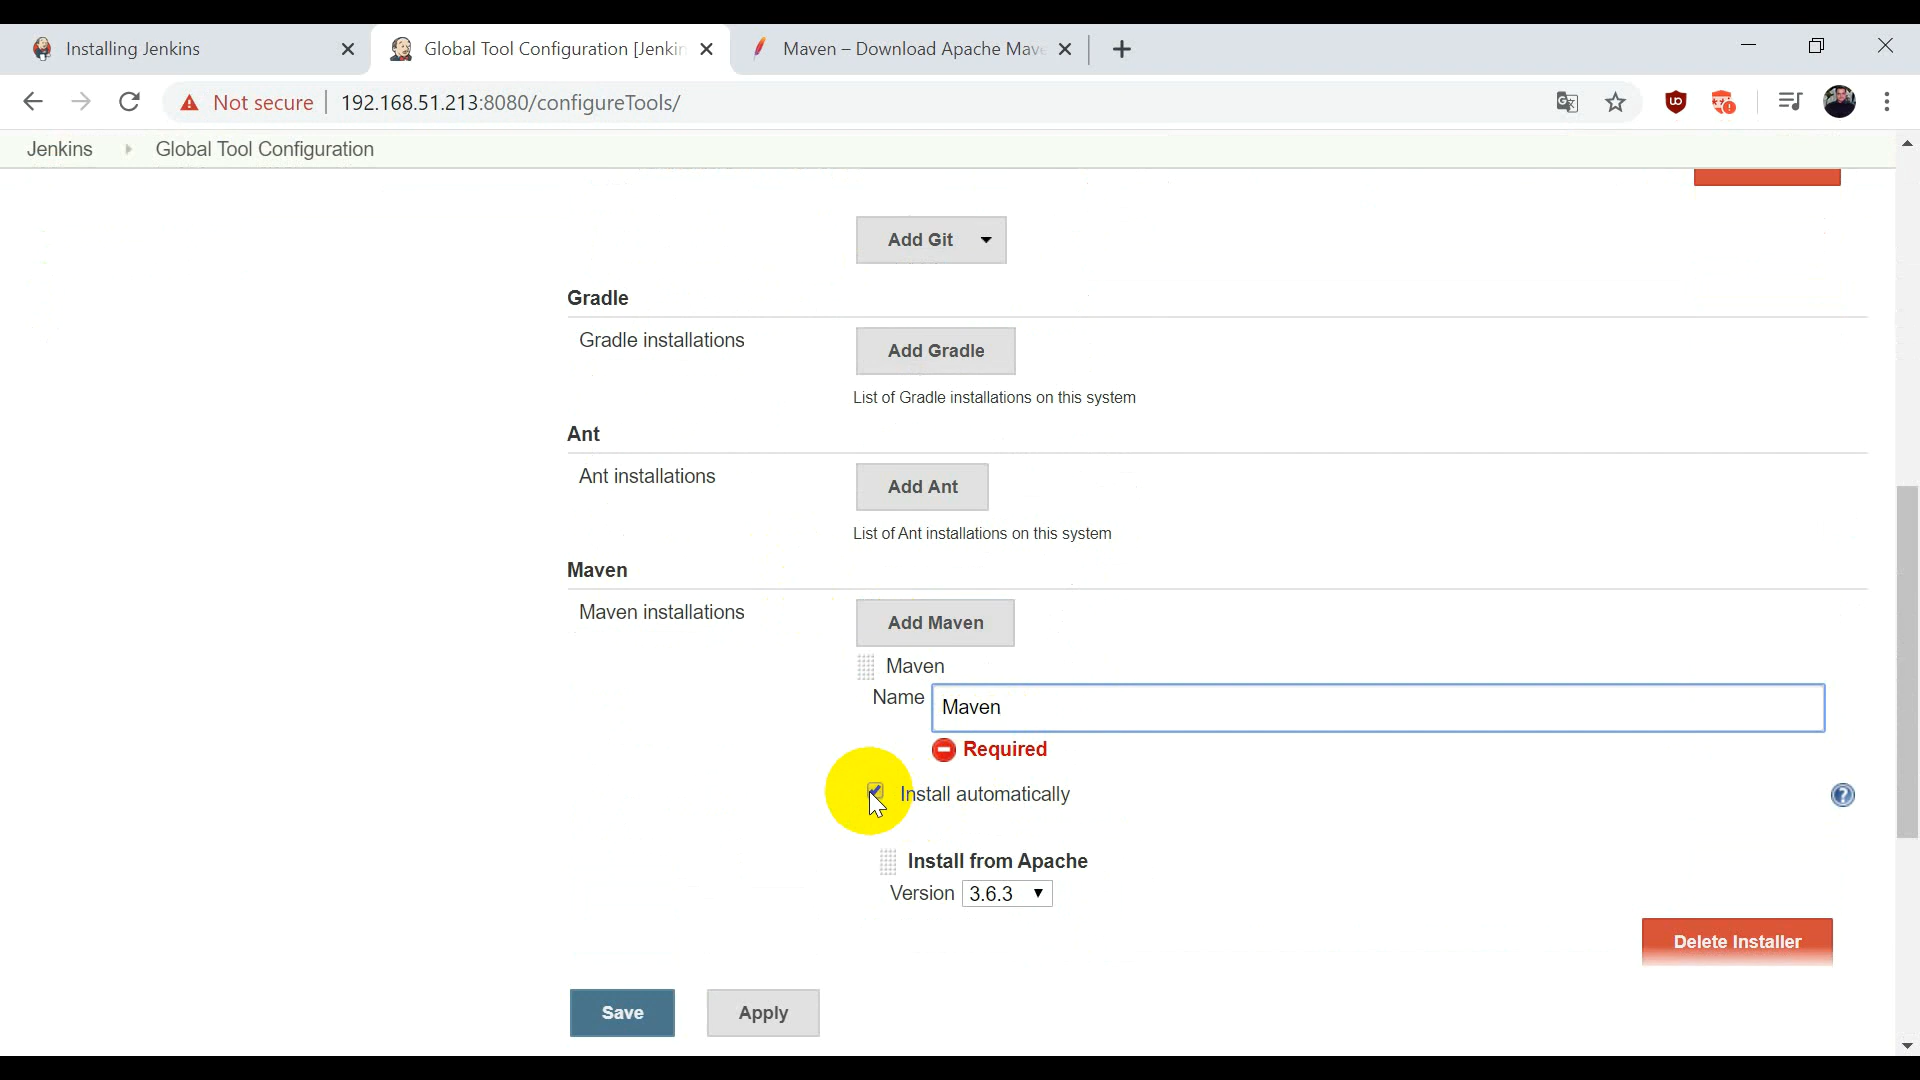 Installing Jenkins
Global Tool Configuration [Jenkin
Maven – Download Apache Mave
Not secure
192.168.51.213:8080/configureTools/
Jenkins
Global Tool Configuration
Add Git
Gradle
Gradle installations
Add Gradle
List of Gradle installations on this system
Ant
Ant installations
Add Ant
List of Ant installations on this system
Maven
Maven installations
Add Maven
Maven
Name
Maven
Required
Install automatically
Install from Apache
Version
3.6.3
Delete Installer
Save
Apply